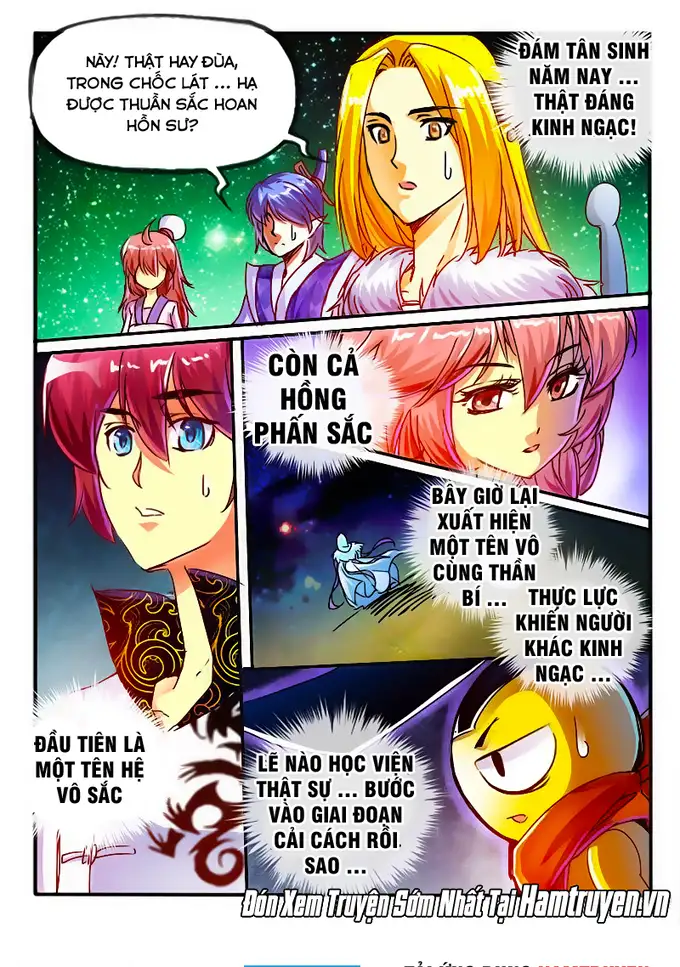 NÀY! THẬT HAY ĐÙA,
TRONG CHỐC LÁT ... HẠ
ĐƯỢC THUẦN SẮC HOAN
HỒN SƯ?
ĐÁM TÂN SINH
NĂM NAY ...
THẬT ĐÁNG
KINH NGẠC!
CÒN CẢ
HỒNG
PHẤN SẮC
ĐẦU TIÊN LÀ
MỘT TÊN HỆ
VÔ SẮC
BÂY GIỜ LẠI
XUẤT HIỆN
MỘT TÊN VÔ
CÙNG THẦN
BÍ ...
THỰC LỰC
KHIẾN NGƯỜI
KHÁC KINH
NGẠC ...
LẼ NÀO HỌC VIỆN
THẬT SỰ ... BƯỚC
VÀO GIAI ĐOẠN
CẢI CÁCH RỒI
SAO ...
Đón Xem Truyện Sớm Nhất Tại Hamtruyen.vn